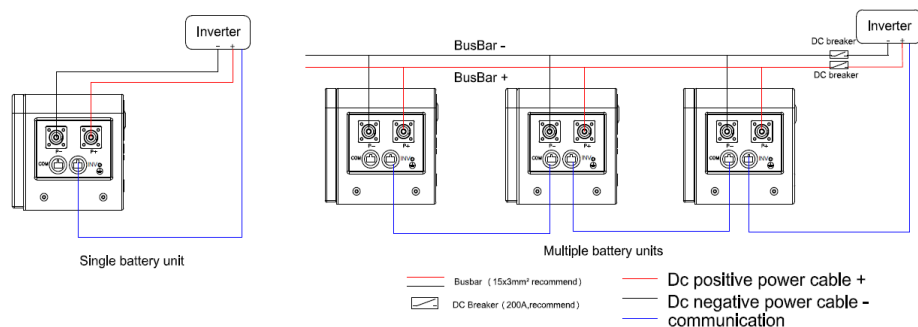 Inverter
- +
P-
P+
COM
INV
Single battery unit
Inverter
- +
DC breaker
DC breaker
BusBar -
BusBar +
P-
P+
COM
INV
P-
P+
COM
INV
P-
P+
COM
INV
Multiple battery units
Busbar ( 15x3mm² recommend )
DC Breaker ( 200A,recommend )
Dc positive power cable +
Dc negative power cable -
communication